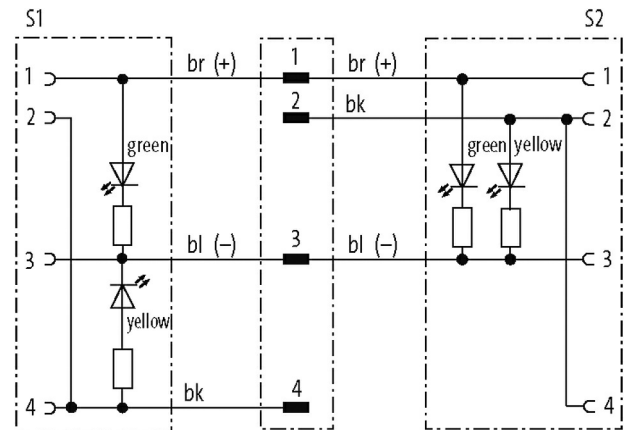 S1 S2
1 br (+) 1 br (+) 1
2 2 bk 2
green green yellow
3 bl (–) 3 bl (–) 3
yellow
4 bk 4 4